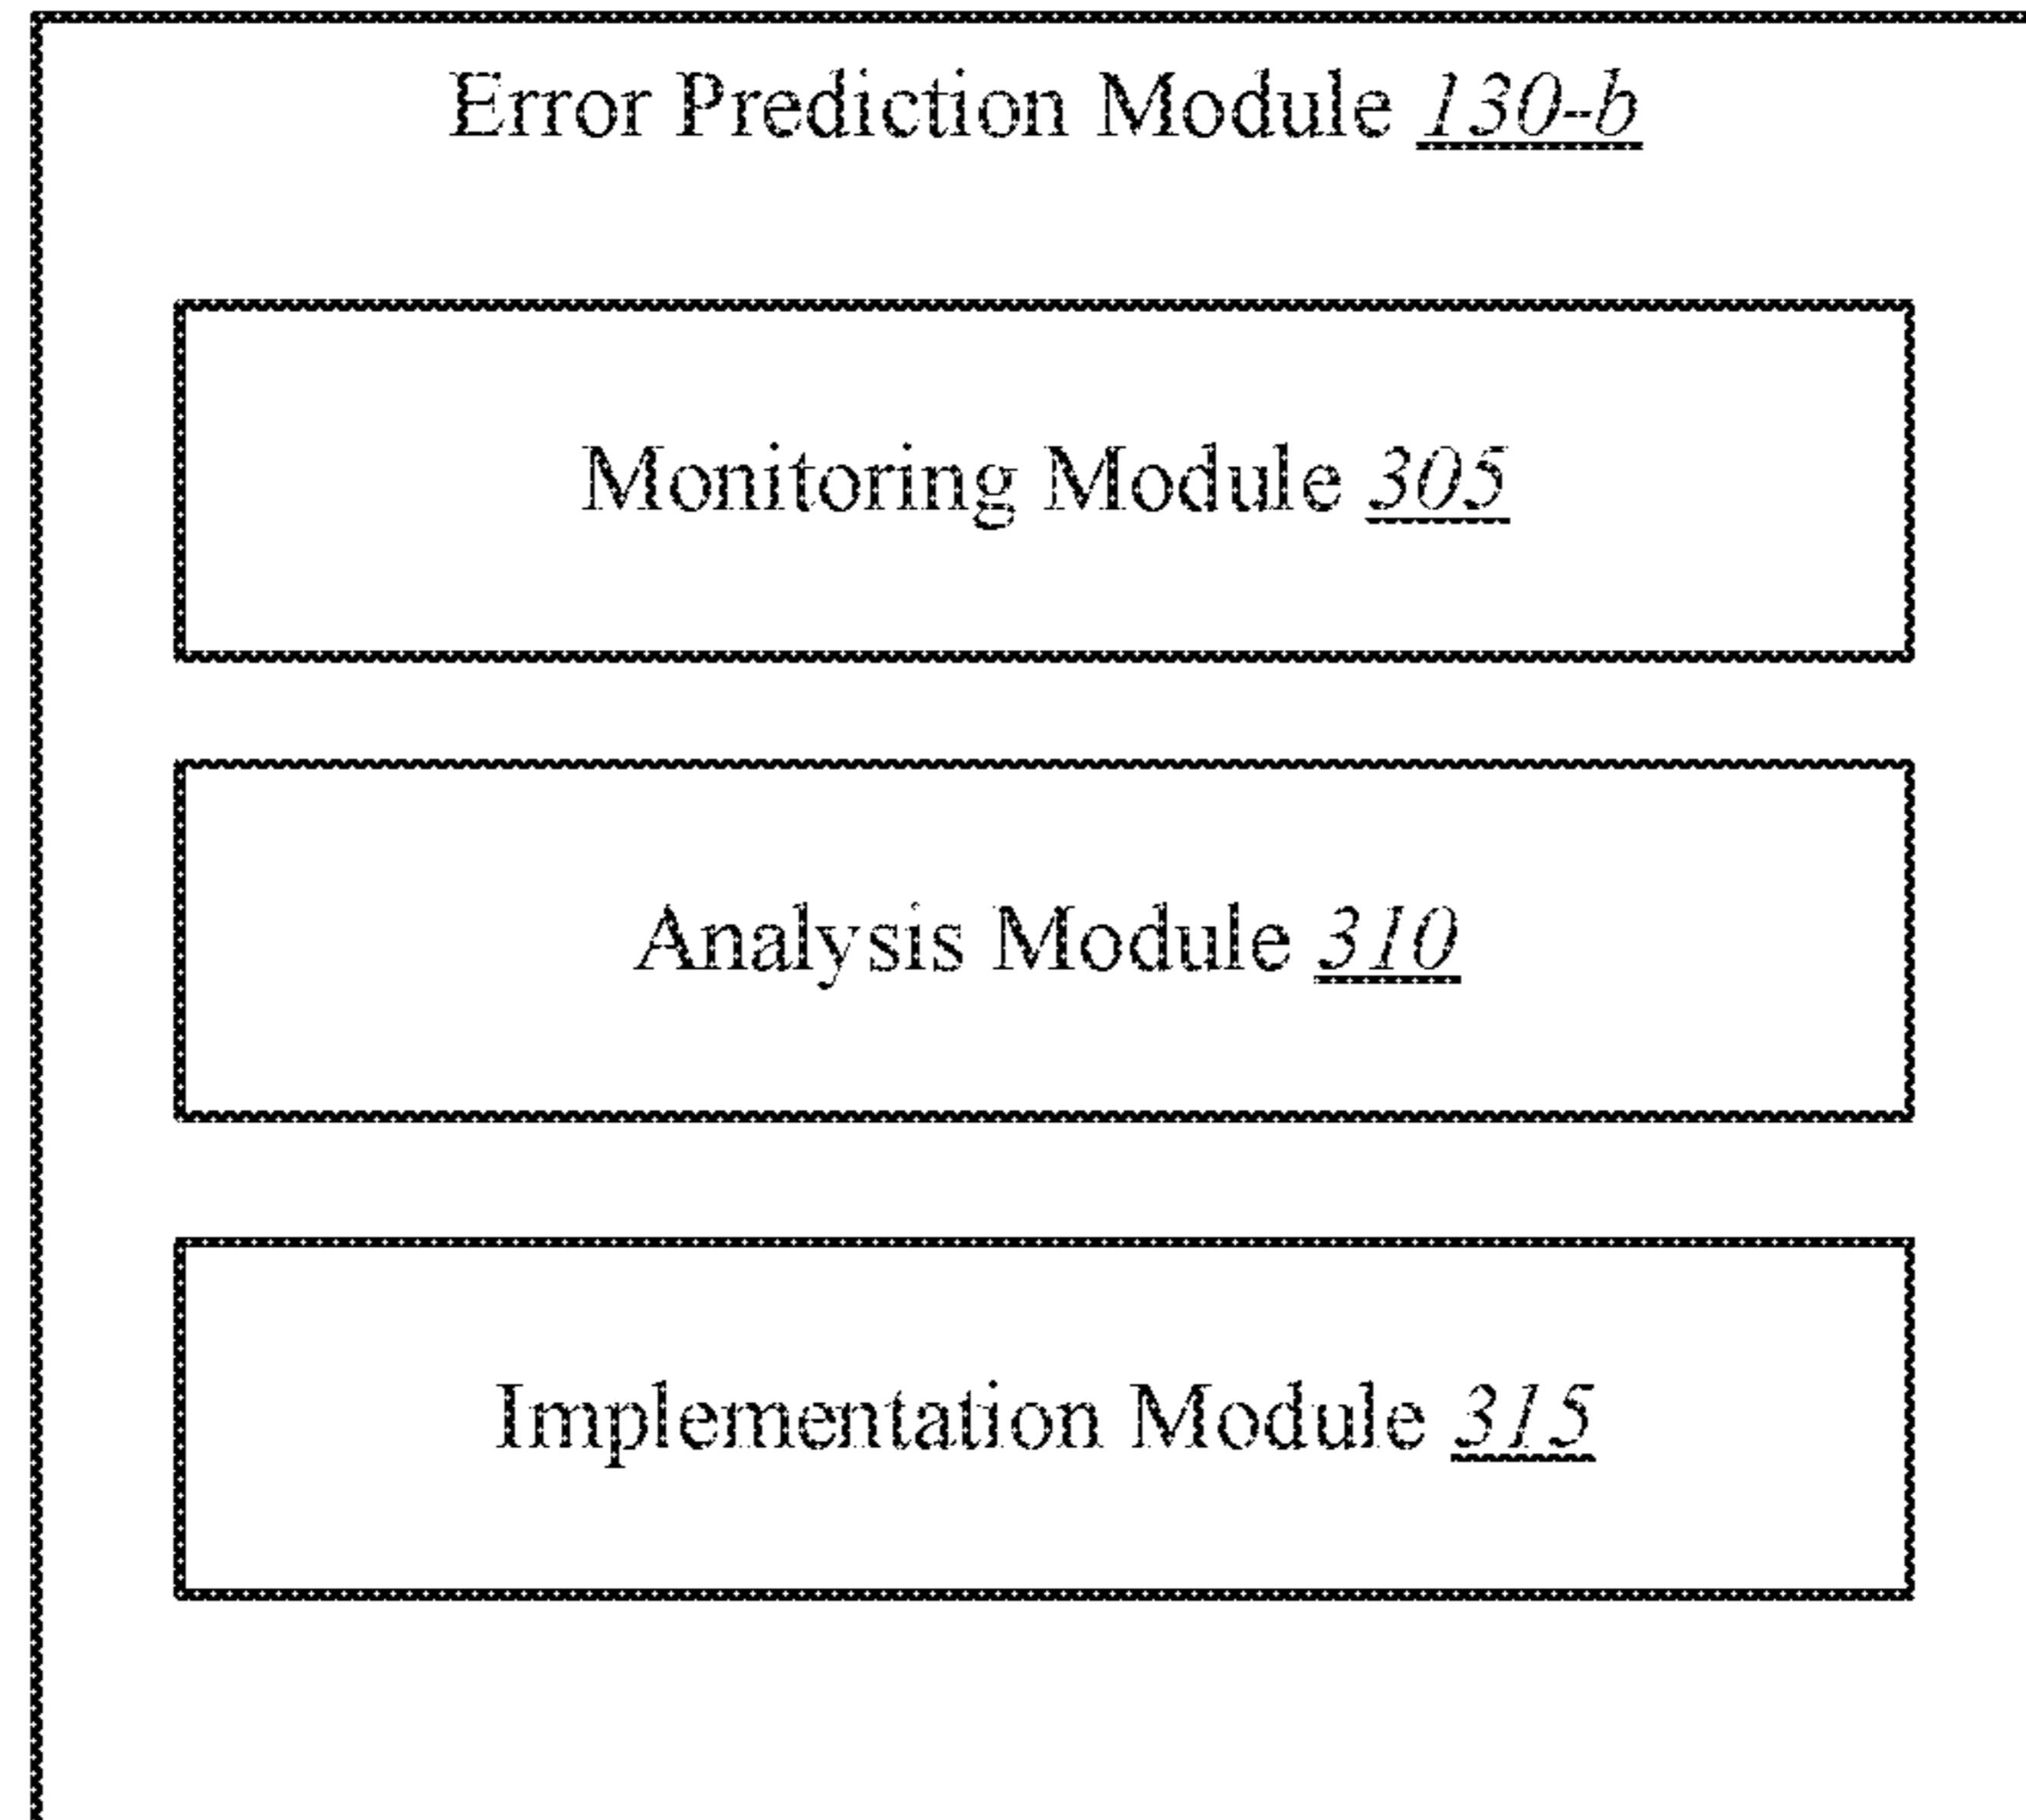 Error Prediction Module 130-b
Monitoring Module 305
Analysis Module 310
Implementation Module 315